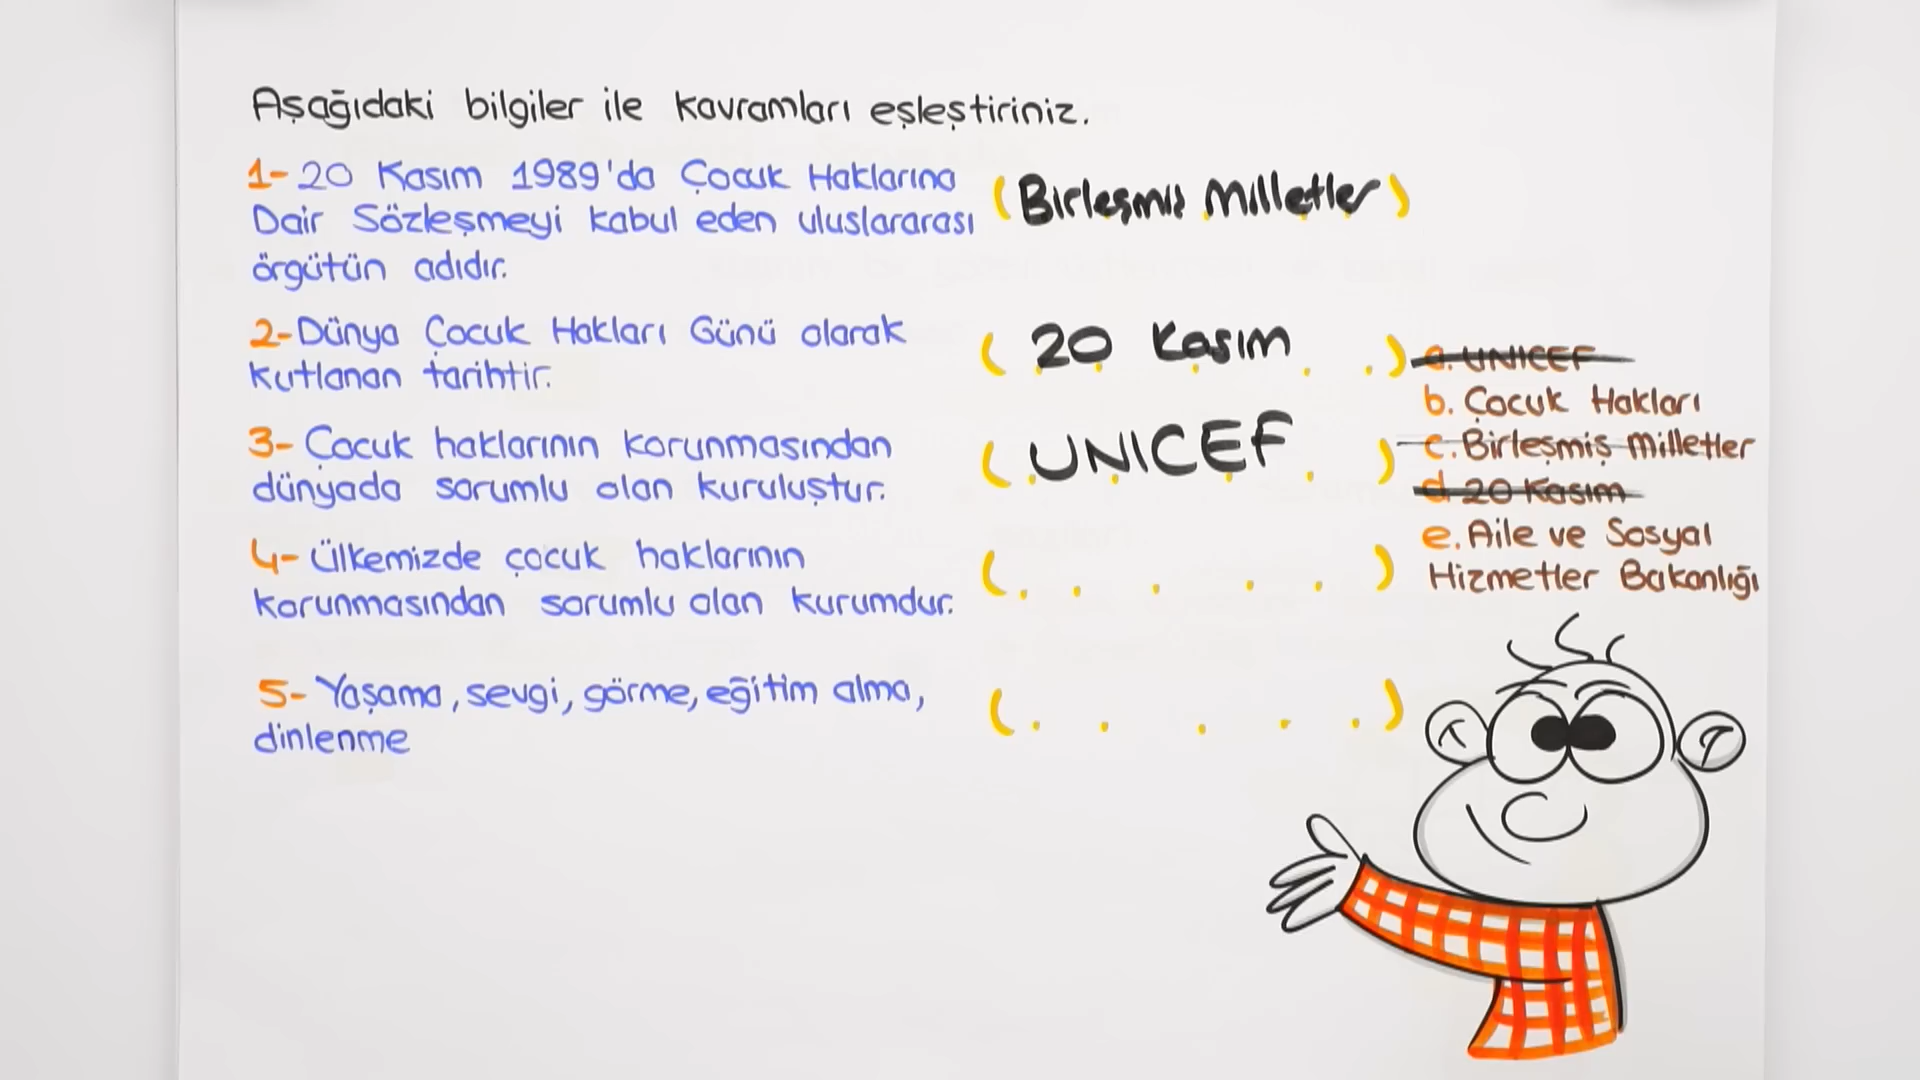 Aşağıdaki bilgiler ile kavramları eşleştiriniz.
1- 20 Kasım 1989'da Çocuk Haklarına
Dair Sözleşmeyi kabul eden uluslararası
örgütün adıdır.
(Birleşmiş Milletler)
2- Dünya Çocuk Hakları Günü olarak
kutlanan tarihtir.
( 20 Kasım . .)
3- Çocuk haklarının korunmasından
dünyada sorumlu olan kuruluştur.
( UNICEF . )
4- Ülkemizde çocuk haklarının
korunmasından sorumlu olan kurumdur.
(. . . . . )
5- Yaşama, sevgi, görme, eğitim alma,
dinlenme
(. . . . .)
a. UNICEF
b. Çocuk Hakları
c. Birleşmiş Milletler
d. 20 Kasım
e. Aile ve Sosyal
Hizmetler Bakanlığı